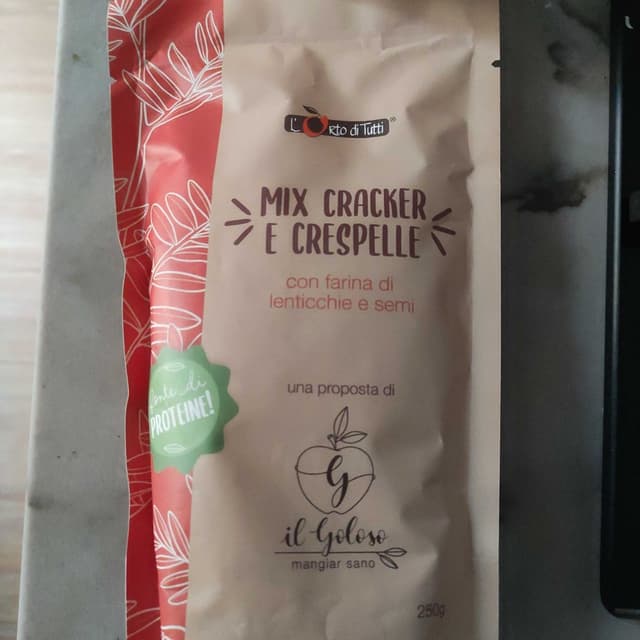 L'Orto di Tutti®
MIX CRACKER
E CRESPELLE
con farina di
lenticchie e semi
fonte di
PROTEINE!
una proposta di
G
il Goloso
mangiar sano
250g